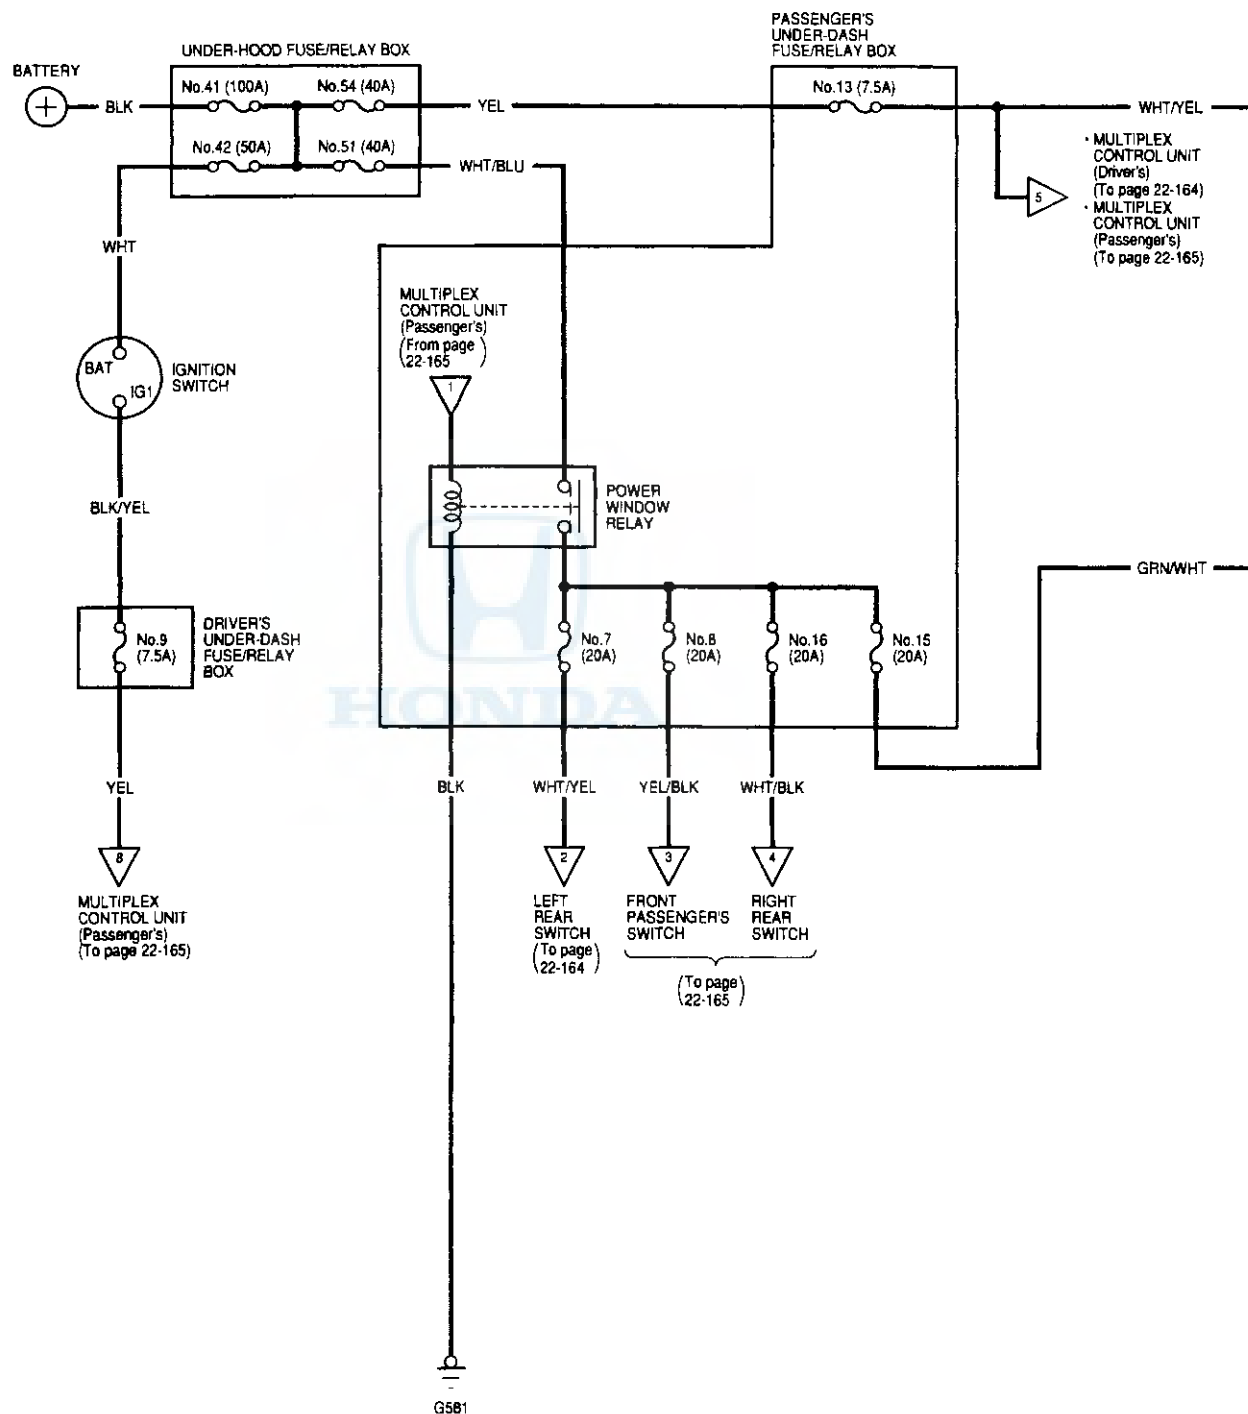 PASSENGER'S
UNDER-DASH
FUSE/RELAY BOX
UNDER-HOOD FUSE/RELAY BOX
BATTERY
No.41 (100A)
No.54 (40A)
No.13 (7.5A)
+
BLK
YEL
WHT/YEL
No.42 (50A)
No.51 (40A)
WHT/BLU
· MULTIPLEX
CONTROL UNIT
(Driver's)
(To page 22-164)
· MULTIPLEX
CONTROL UNIT
(Passenger's)
(To page 22-165)
5
WHT
MULTIPLEX
CONTROL UNIT
(Passenger's)
(From page
22-165)
1
BAT
IG1
IGNITION
SWITCH
BLK/YEL
POWER
WINDOW
RELAY
GRN/WHT
No.9
(7.5A)
DRIVER'S
UNDER-DASH
FUSE/RELAY
BOX
No.7
(20A)
No.8
(20A)
No.16
(20A)
No.15
(20A)
HONDA
YEL
BLK
WHT/YEL
YEL/BLK
WHT/BLK
8
2
3
4
MULTIPLEX
CONTROL UNIT
(Passenger's)
(To page 22-165)
LEFT
REAR
SWITCH
(To page
22-164)
FRONT
PASSENGER'S
SWITCH
RIGHT
REAR
SWITCH
(To page
22-165)
G581